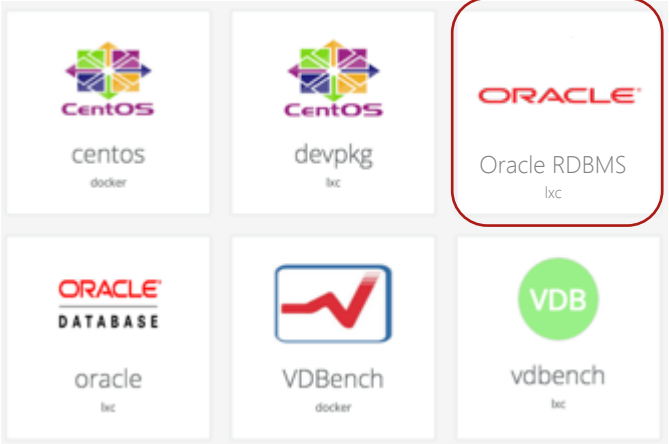 CentOS
centos
docker
CentOS
devpkg
lxc
ORACLE
Oracle RDBMS
lxc
ORACLE
DATABASE
oracle
lxc
VDBench
docker
VDB
vdbench
lxc